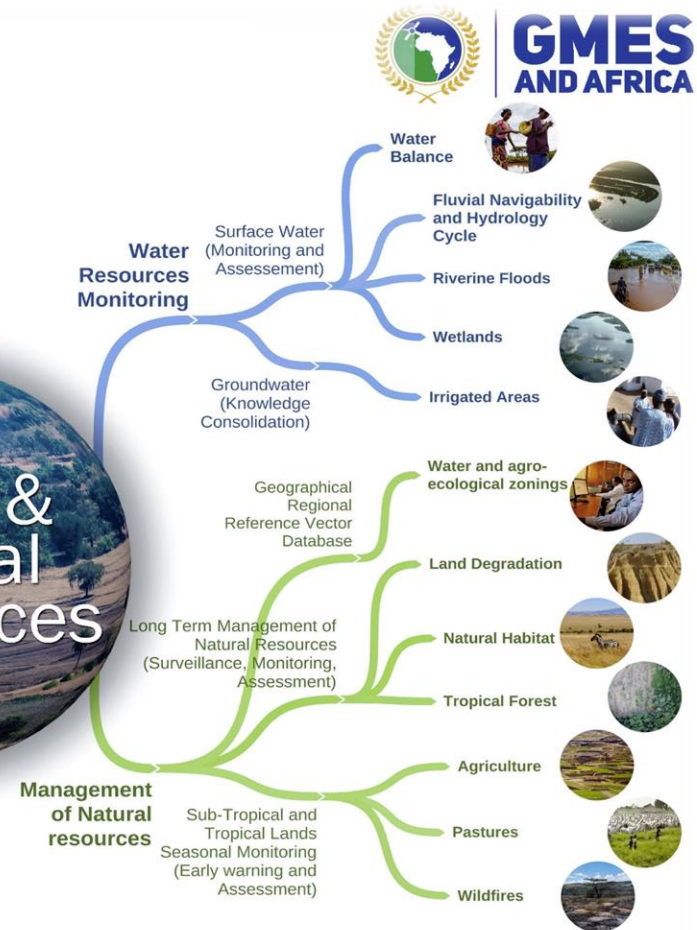 GMES
AND AFRICA
Water
Balance
Fluvial Navigability
and Hydrology
Cycle
Surface Water
(Monitoring and
Assessement)
Water
Resources
Monitoring
Riverine Floods
Wetlands
Groundwater
(Knowledge
Consolidation)
Irrigated Areas
Water and agro-
ecological zonings
Geographical
Regional
Reference Vector
Database
&
al
ces
Land Degradation
Long Term Management of
Natural Resources
(Surveillance, Monitoring,
Assessment)
Natural Habitat
Tropical Forest
Management
of Natural
resources
Sub-Tropical and
Tropical Lands
Seasonal Monitoring
(Early warning and
Assessment)
Agriculture
Pastures
Wildfires